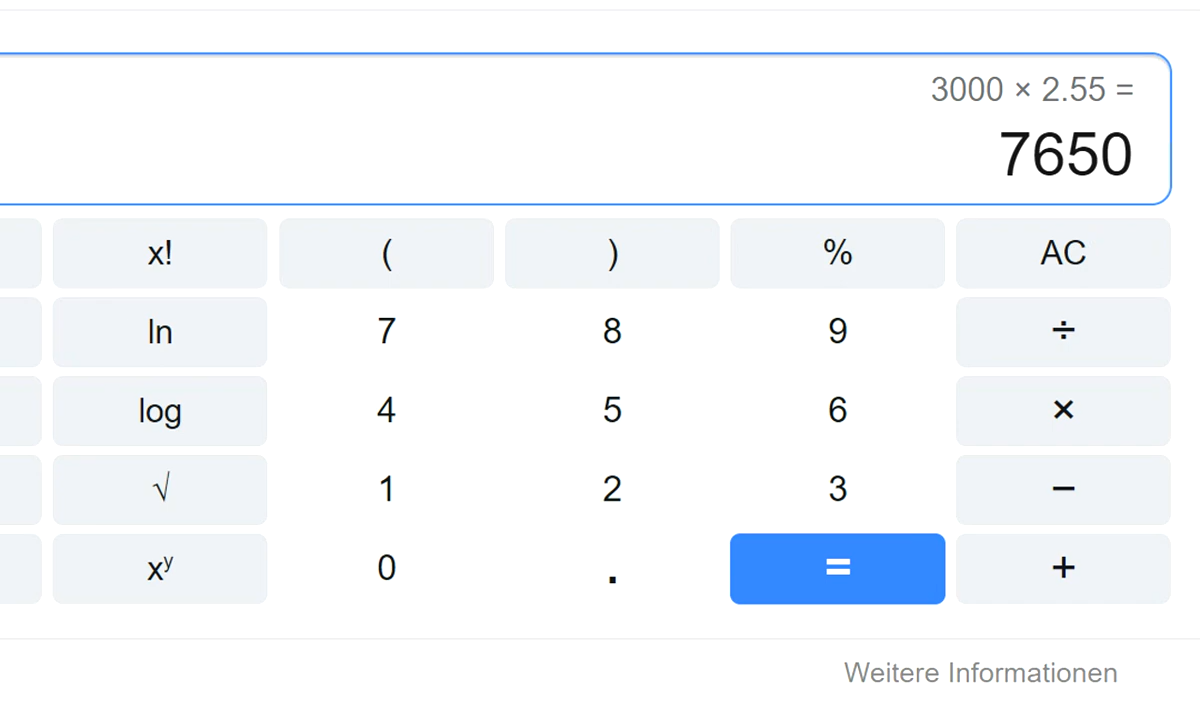 3000 × 2.55 =
7650
x! ( ) % AC
ln 7 8 9 ÷
log 4 5 6 ×
√ 1 2 3 −
xʸ 0 . = +
Weitere Informationen